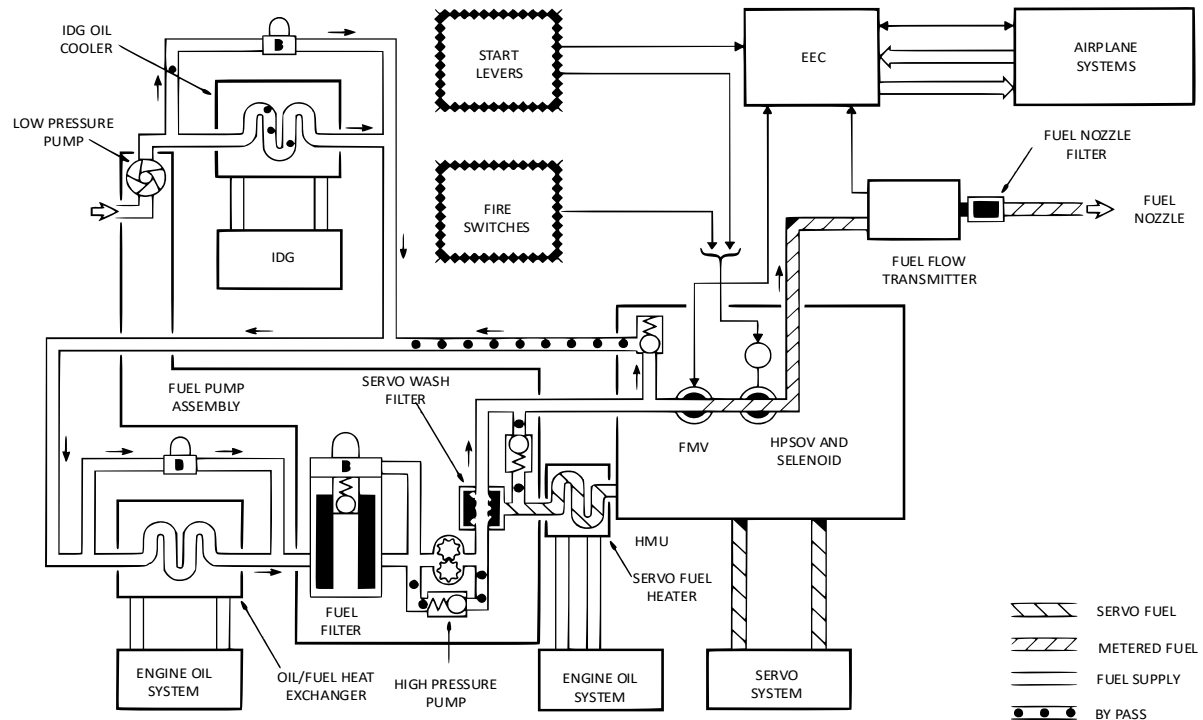 IDG OIL
COOLER
B
START
LEVERS
EEC
AIRPLANE
SYSTEMS
LOW PRESSURE
PUMP
FUEL NOZZLE
FILTER
FIRE
SWITCHES
FUEL
NOZZLE
IDG
FUEL FLOW
TRANSMITTER
FUEL PUMP
ASSEMBLY
SERVO WASH
FILTER
FMV
HPSOV AND
SELENOID
B
B
HMU
SERVO FUEL
HEATER
FUEL
FILTER
ENGINE OIL
SYSTEM
OIL/FUEL HEAT
EXCHANGER
HIGH PRESSURE
PUMP
ENGINE OIL
SYSTEM
SERVO
SYSTEM
SERVO FUEL
METERED FUEL
FUEL SUPPLY
BY PASS